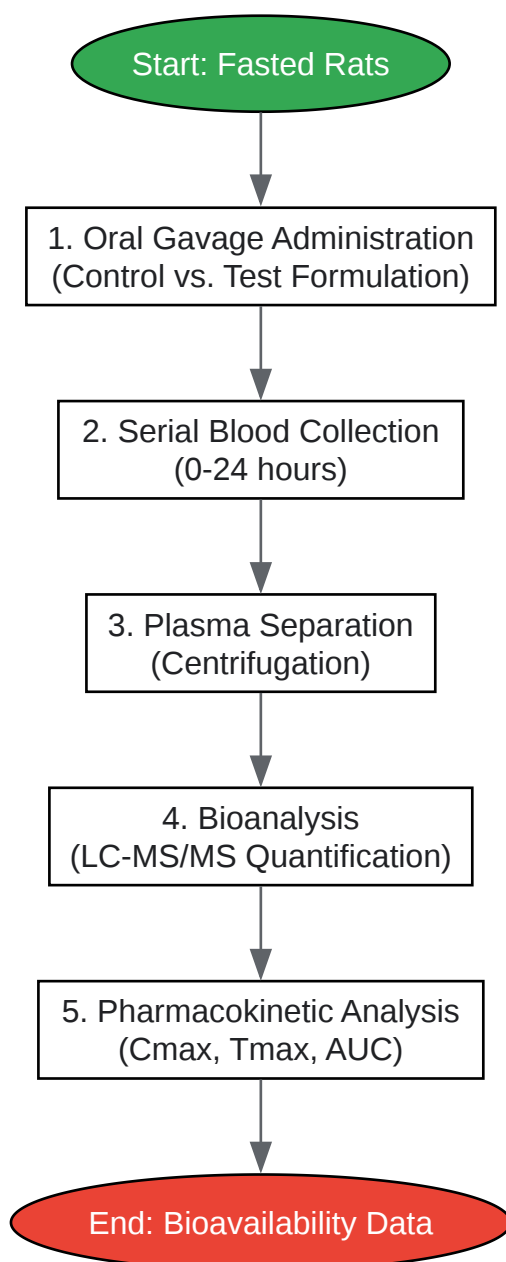 Start: Fasted Rats
1. Oral Gavage Administration
(Control vs. Test Formulation)
2. Serial Blood Collection
(0-24 hours)
3. Plasma Separation
(Centrifugation)
4. Bioanalysis
(LC-MS/MS Quantification)
5. Pharmacokinetic Analysis
(Cmax, Tmax, AUC)
End: Bioavailability Data